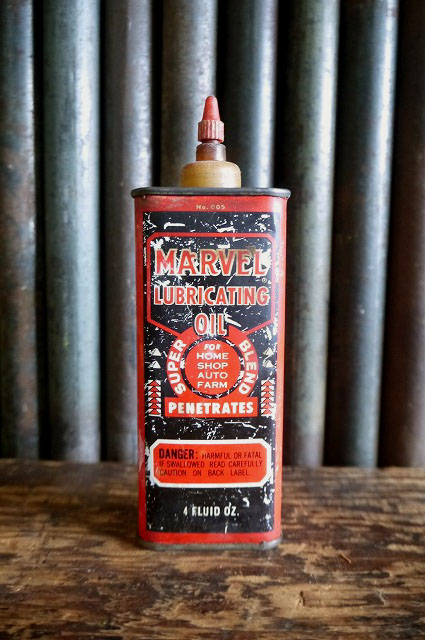 No. 605
MARVEL
LUBRICATING
OIL
SUPER BLEND
FOR
HOME
SHOP
AUTO
FARM
PENETRATES
DANGER: HARMFUL OR FATAL
IF SWALLOWED READ CAREFULLY
CAUTION ON BACK LABEL.
4 FLUID OZ.